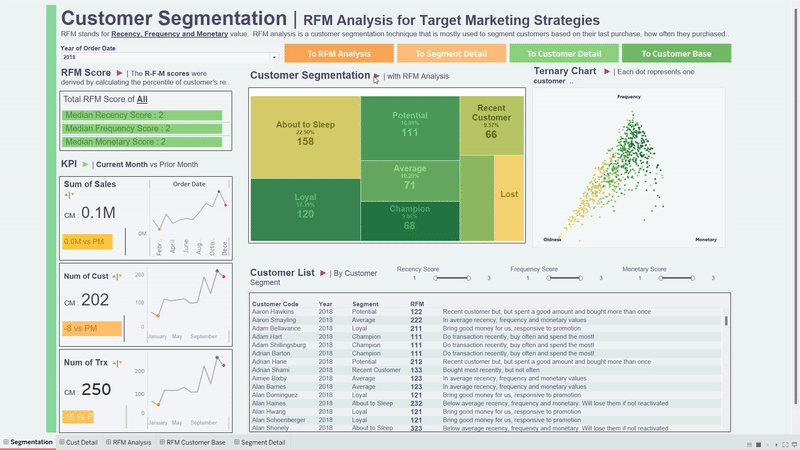 Customer Segmentation | RFM Analysis for Target Marketing Strategies
RFM stands for Recency, Frequency and Monetary value. RFM analysis is a customer segmentation technique that is mostly used to segment customers based on their last purchase, how often they purchased..
Year of Order Date
2018
To RFM Analysis
To Segment Detail
To Customer Detail
To Customer Base
RFM Score | The R-F-M scores were
derived by calculating the percentile of customer's re..
Total RFM Score of All
Median Recency Score : 2
Median Frequency Score : 2
Median Monetary Score : 2
KPI | Current Month vs Prior Month
Sum of Sales
CM : 0.1M
0.0M vs PM
Order Date
0M
Febr..
April
June
Aug..
Octo..
Dece..
Num of Cust
CM : 202
-8 vs PM
200
100
0
January May September
Num of Trx
CM : 250
200
100
0
January May September
Customer Segmentation | with RFM Analysis
About to Sleep
22.90%
158
Loyal
17.39%
120
Potential
111
Average
71
Champion
68
Recent
Customer
9.57%
66
Lost
Ternary Chart | Each dot represents one
customer. ..
Frequency
Oldness
Monetary
Customer List | By Customer
Segment
Recency Score
1 3
Frequency Score
1 3
Monetary Score
1 3
Customer Code Year Segment RFM
Aaron Hawkins 2018 Potential 122 Recent customer but, but spent a good amount and bought more than once
Aaron Smayling 2018 Average 222 In average recency, frequency and monetary values
Adam Bellavance 2018 Loyal 211 Bring good money for us, responsive to promotion
Adam Hart 2018 Champion 111 Do transaction recently, buy often and spend the most!
Adam Shillingsburg 2018 Champion 111 Do transaction recently, buy often and spend the most!
Adrian Barton 2018 Champion 111 Do transaction recently, buy often and spend the most!
Adrian Hane 2018 Potential 212 Recent customer but, but spent a good amount and bought more than once
Adrian Shami 2018 Recent Customer 133 Bought most recently, but not often
Aimee Bixby 2018 Average 123 In average recency, frequency and monetary values
Alan Barnes 2018 Average 123 In average recency, frequency and monetary values
Alan Dominguez 2018 Loyal 121 Bring good money for us, responsive to promotion
Alan Haines 2018 About to Sleep 232 Below average recency, frequency and monetary. Will lose them if not reactivated
Alan Hwang 2018 Loyal 121 Bring good money for us, responsive to promotion
Alan Schoenberger 2018 Loyal 121 Bring good money for us, responsive to promotion
Alan Shonely 2018 About to Sleep 323 Below average recency, frequency and monetary. Will lose them if not reactivated
Segmentation
Cust Detail
RFM Analysis
RFM Customer Base
Segment Detail